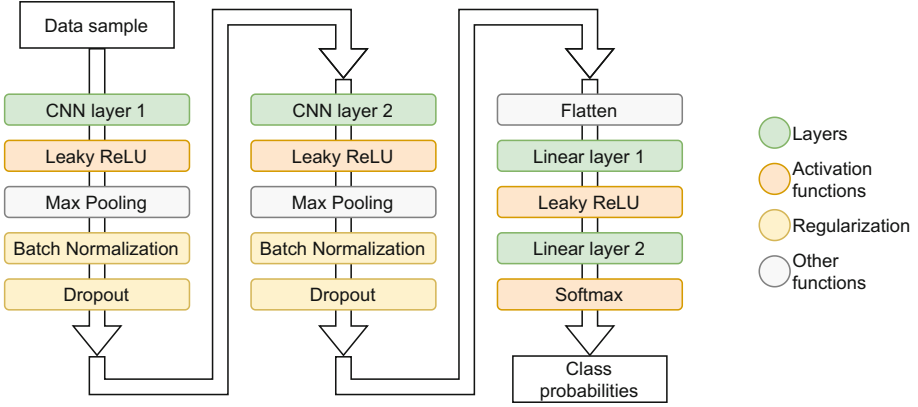 Data sample
CNN layer 1
Leaky ReLU
Max Pooling
Batch Normalization
Dropout
CNN layer 2
Leaky ReLU
Max Pooling
Batch Normalization
Dropout
Flatten
Linear layer 1
Leaky ReLU
Linear layer 2
Softmax
Class
probabilities
Layers
Activation
functions
Regularization
Other
functions